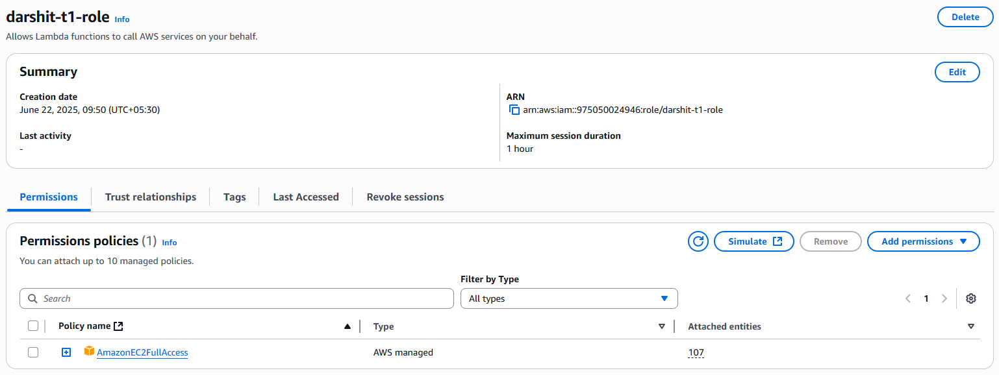 darshit-t1-role Info
Delete
Allows Lambda functions to call AWS services on your behalf.
Summary
Edit
Creation date
June 22, 2025, 09:50 (UTC+05:30)
ARN
arn:aws:iam::975050024946:role/darshit-t1-role
Last activity
-
Maximum session duration
1 hour
Permissions
Trust relationships
Tags
Last Accessed
Revoke sessions
Permissions policies (1) Info
Simulate
Remove
Add permissions
You can attach up to 10 managed policies.
Filter by Type
Search
All types
1
Policy name
Type
Attached entities
AmazonEC2FullAccess
AWS managed
107